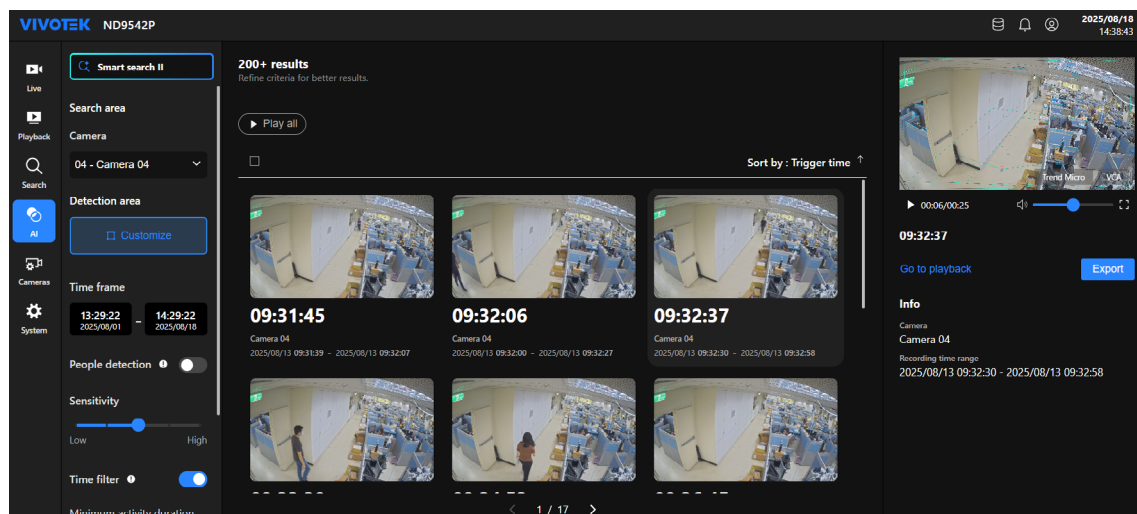 VIVOTEK ND9542P
2025/08/18
14:38:43
Live
Playback
Search
AI
Cameras
System
Smart search II
Search area
Camera
04 - Camera 04
Detection area
Customize
Time frame
13:29:22
2025/08/01
–
14:29:22
2025/08/18
People detection
Sensitivity
Low High
Time filter
Minimum activity duration
200+ results
Refine criteria for better results.
Play all
Sort by : Trigger time
09:31:45
Camera 04
2025/08/13 09:31:39 - 2025/08/13 09:32:07
09:32:06
Camera 04
2025/08/13 09:32:00 - 2025/08/13 09:32:27
09:32:37
Camera 04
2025/08/13 09:32:30 - 2025/08/13 09:32:58
1 / 17
Trend Micro VCA
00:06/00:25
09:32:37
Go to playback
Export
Info
Camera
Camera 04
Recording time range
2025/08/13 09:32:30 - 2025/08/13 09:32:58